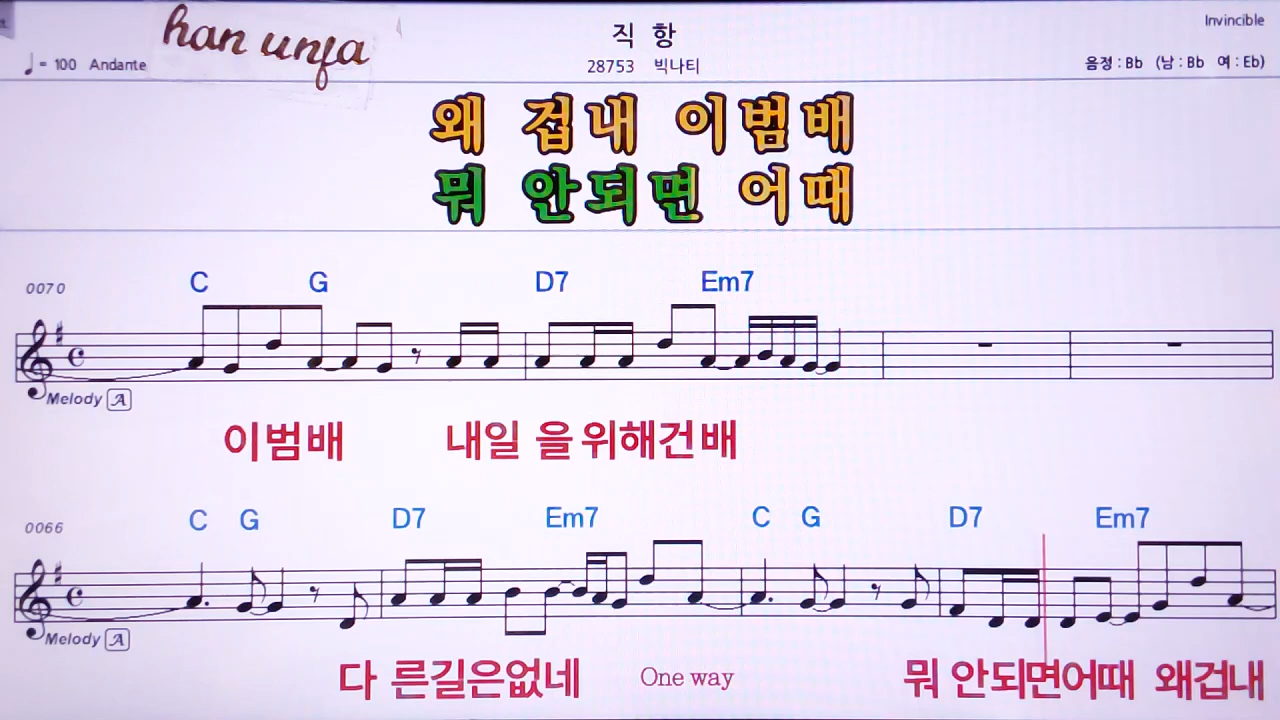 han unfa
직 항
Invincible
♩ = 100 Andante
28753 빅나티
음정 : Bb (남 : Bb 여 : Eb)
왜 겁내 이범배
뭐 안되면 어때
0070 C G D7 Em7
Melody A
이범배 내일 을위해건배
0066 C G D7 Em7 C G D7 Em7
Melody A
다 른길은없네 One way 뭐 안되면어때 왜겁내